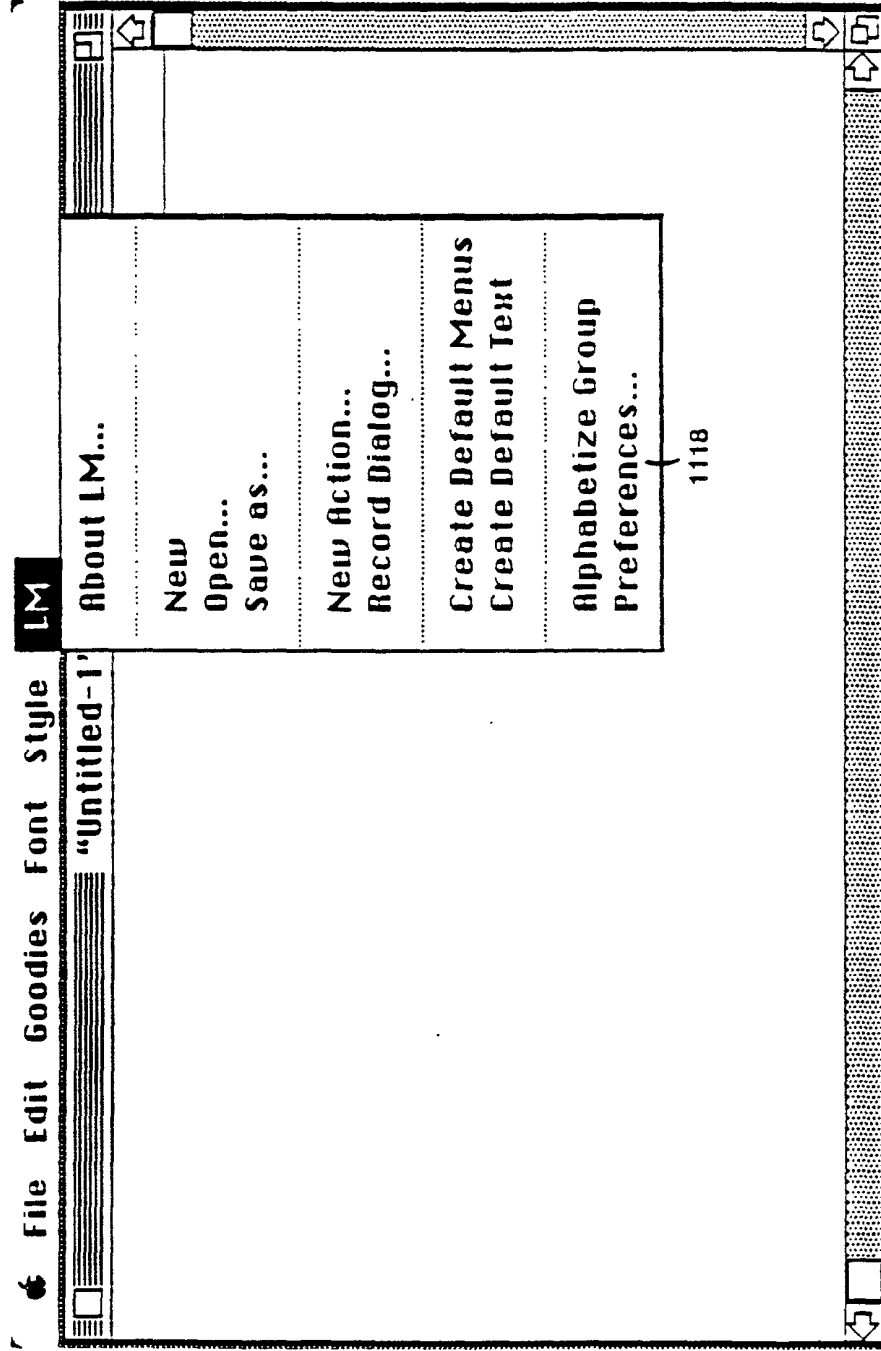 File Edit Goodies Font Style LM
“Untitled-1”
About LM...
New
Open...
Save as...
New Action...
Record Dialog...
Create Default Menus
Create Default Text
Alphabetize Group
Preferences...
1118